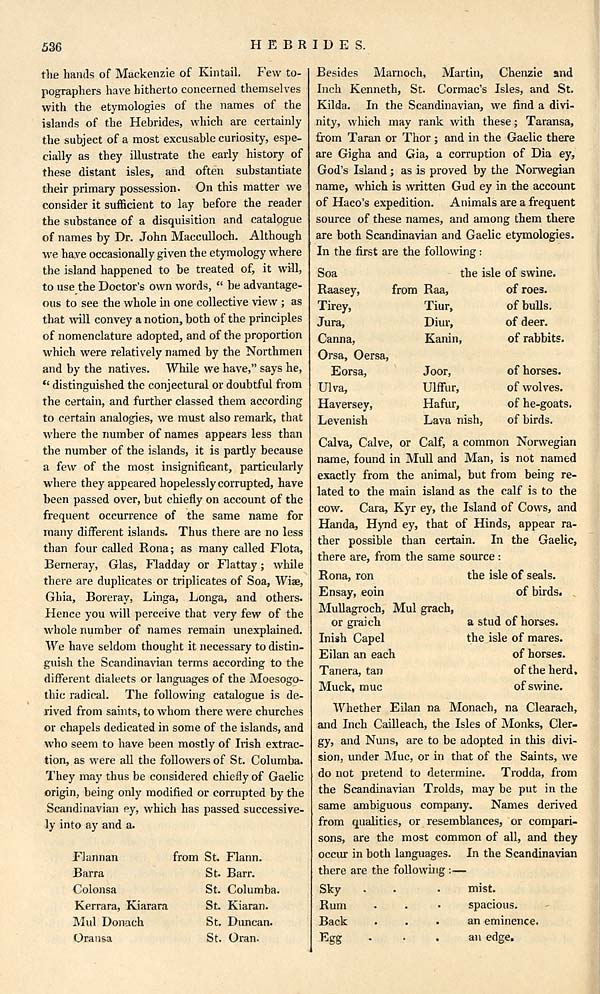 536
HEBRIDES.
the hands of Mackenzie of Kintail. Few to-
pographers have hitherto concerned themselves
with the etymologies of the names of the
islands of the Hebrides, which are certainly
the subject of a most excusable curiosity, espe-
cially as they illustrate the early history of
these distant isles, and often substantiate
their primary possession. On this matter we
consider it sufficient to lay before the reader
the substance of a disquisition and catalogue
of names by Dr. John Macculloch. Although
we have occasionally given the etymology where
the island happened to be treated of, it will,
to use the Doctor's own words, “ be advantage-
ous to see the whole in one collective view ; as
that will convey a notion, both of the principles
of nomenclature adopted, and of the proportion
which were relatively named by the Northmen
and by the natives. While we have,” says he,
“ distinguished the conjectural or doubtful from
the certain, and further classed them according
to certain analogies, we must also remark, that
where the number of names appears less than
the number of the islands, it is partly because
a few of the most insignificant, particularly
where they appeared hopelessly corrupted, have
been passed over, but chiefly on account of the
frequent occurrence of the same name for
many different islands. Thus there are no less
than four called Rona; as many called Flota,
Berneray, Glas, Fladday or Flattay; while
there are duplicates or triplicates of Soa, Wiæ,
Ghia, Boreray, Linga, Longa, and others.
Hence you will perceive that very few of the
whole number of names remain unexplained.
We have seldom thought it necessary to distin-
guish the Scandinavian terms according to the
different dialects or languages of the Moesogo-
thic radical. The following catalogue is de-
rived from saints, to whom there were churches
or chapels dedicated in some of the islands, and
who seem to have been mostly of Irish extrac-
tion, as were all the followers of St. Columba.
They may thus be considered chiefly of Gaelic
origin, being only modified or corrupted by the
Scandinavian ey, which has passed successive-
ly into ay and a.
Flannan from St. Flann.
Barra St. Barr.
Colonsa St. Columba.
Kerrara, Kiarara St. Kiaran.
Mul Donach St. Duncan.
Oransa St. Oran.
Besides Marnoch, Martin, Chenzie and
Inch Kenneth, St. Cormac's Isles, and St.
Kilda. In the Scandinavian, we find a divi-
nity, which may rank with these; Taransa,
from Taran or Thor; and in the Gaelic there
are Gigha and Gia, a corruption of Dia ey,
God's Island; as is proved by the Norwegian
name, which is written Gud ey in the account
of Haco's expedition. Animals are a frequent
source of these names, and among them there
are both Scandinavian and Gaelic etymologies.
In the first are the following :
Soa the isle of swine.
Raasey, from Raa, of roes.
Tirey, Tiur, of bulls.
Jura, Diur, of deer.
Canna, Kanin, of rabbits.
Orsa, Oersa,
Eorsa, Joor, of horses.
Ulva, Ulffur, of wolves.
Haversey, Hafur, of he-goats.
Levenish Lava nish, of birds.
Calva, Calve, or Calf, a common Norwegian
name, found in Mull and Man, is not named
exactly from the animal, but from being re-
lated to the main island as the calf is to the
cow. Cara, Kyr ey, the Island of Cows, and
Handa, Hynd ey, that of Hinds, appear ra-
ther possible than certain. In the Gaelic,
there are, from the same source :
Rona, ron the isle of seals.
Ensay, eoin of birds.
Mullagroch, Mul grach,
or graich a stud of horses.
Inish Capel the isle of mares.
Eilan an each of horses.
Tanera, tan of the herd.
Muck, muc of swine.
Whether Eilan na Monach, na Clearach,
and Inch Cailleach, the Isles of Monks, Cler-
gy, and Nuns, are to be adopted in this divi-
sion, under Muc, or in that of the Saints, we
do not pretend to determine. Trodda, from
the Scandinavian Trolds, may be put in the
same ambiguous company. Names derived
from qualities, or resemblances, or compari-
sons, are the most common of all, and they
occur in both languages. In the Scandinavian
there are the following :—
Sky . . . mist.
Rum . . . spacious.
Back . . . an eminence.
Egg . . . an edge.